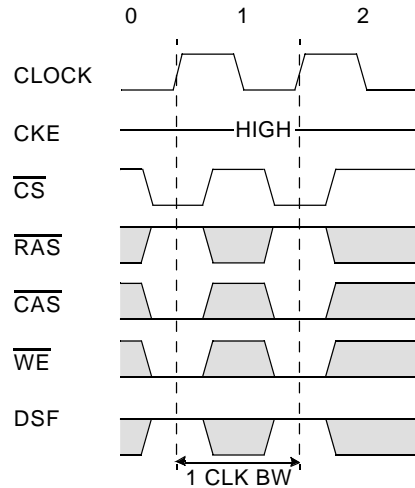 0 1 2
CLOCK
CKE HIGH
CS
RAS
CAS
WE
DSF
1 CLK BW